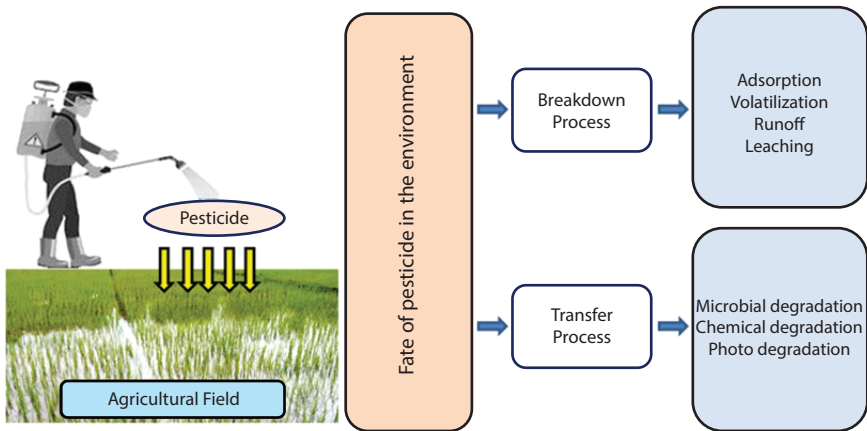 Pesticide
Agricultural Field
Fate of pesticide in the environment
Breakdown
Process
Adsorption
Volatilization
Runoff
Leaching
Transfer
Process
Microbial degradation
Chemical degradation
Photo degradation